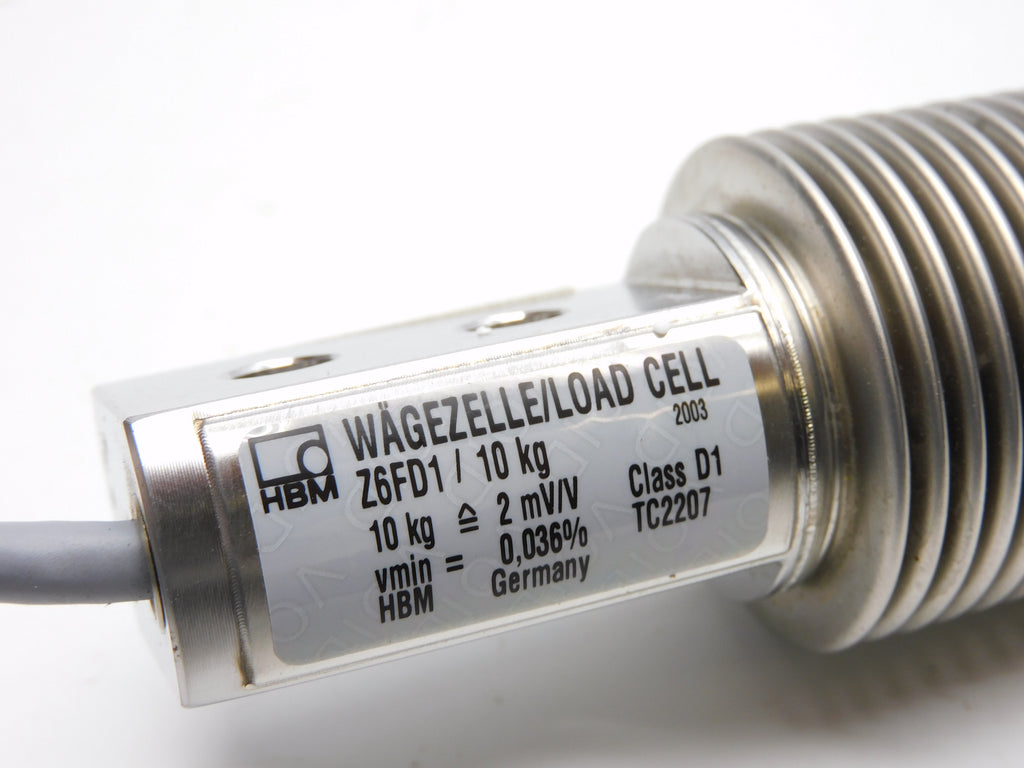 WÄGEZELLE/LOAD CELL
2003
HBM
Z6FD1 / 10 kg
10 kg ≙ 2 mV/V
Class D1
vmin = 0,036%
TC2207
HBM Germany